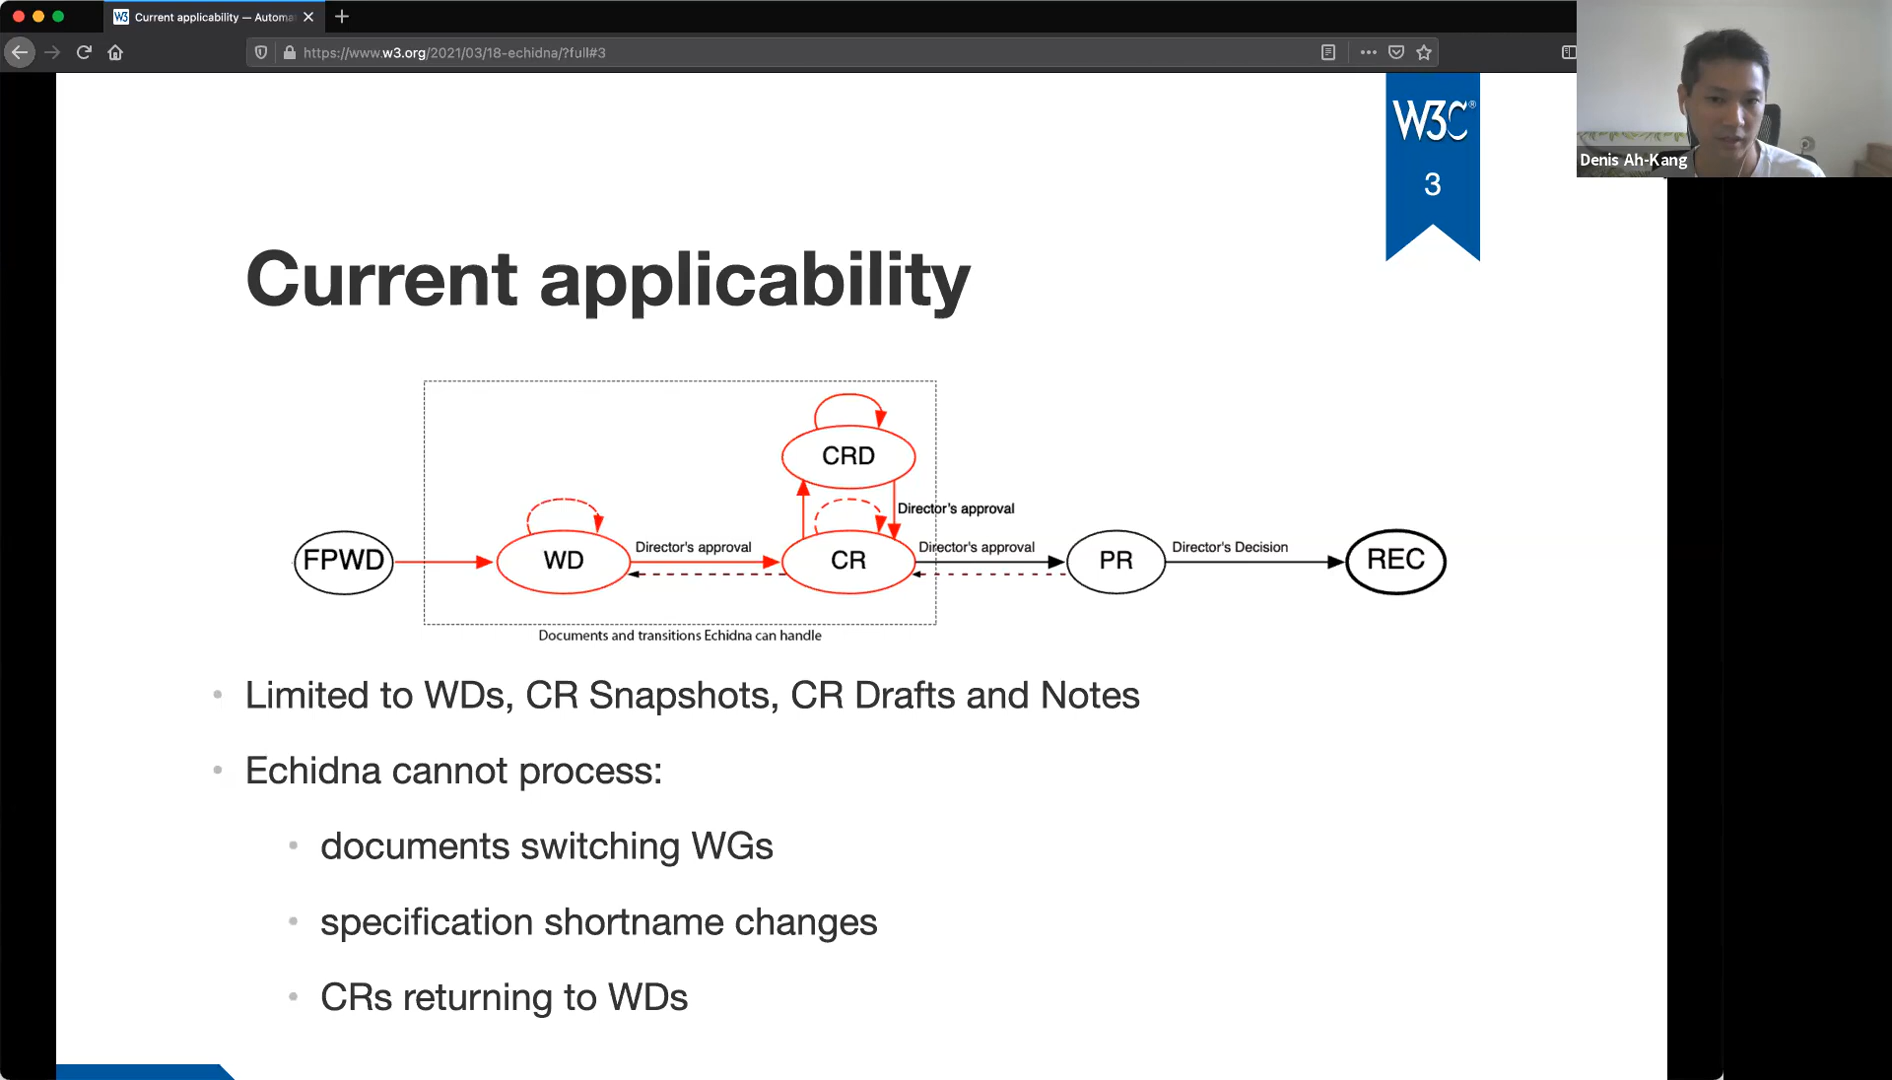 Current applicability — Automa
https://www.w3.org/2021/03/18-echidna/?full#3
W3C®
3
Denis Ah-Kang
Current applicability
CRD
Director's approval
FPWD
WD
Director's approval
CR
Director's approval
PR
Director's Decision
REC
Documents and transitions Echidna can handle
• Limited to WDs, CR Snapshots, CR Drafts and Notes
• Echidna cannot process:
• documents switching WGs
• specification shortname changes
• CRs returning to WDs